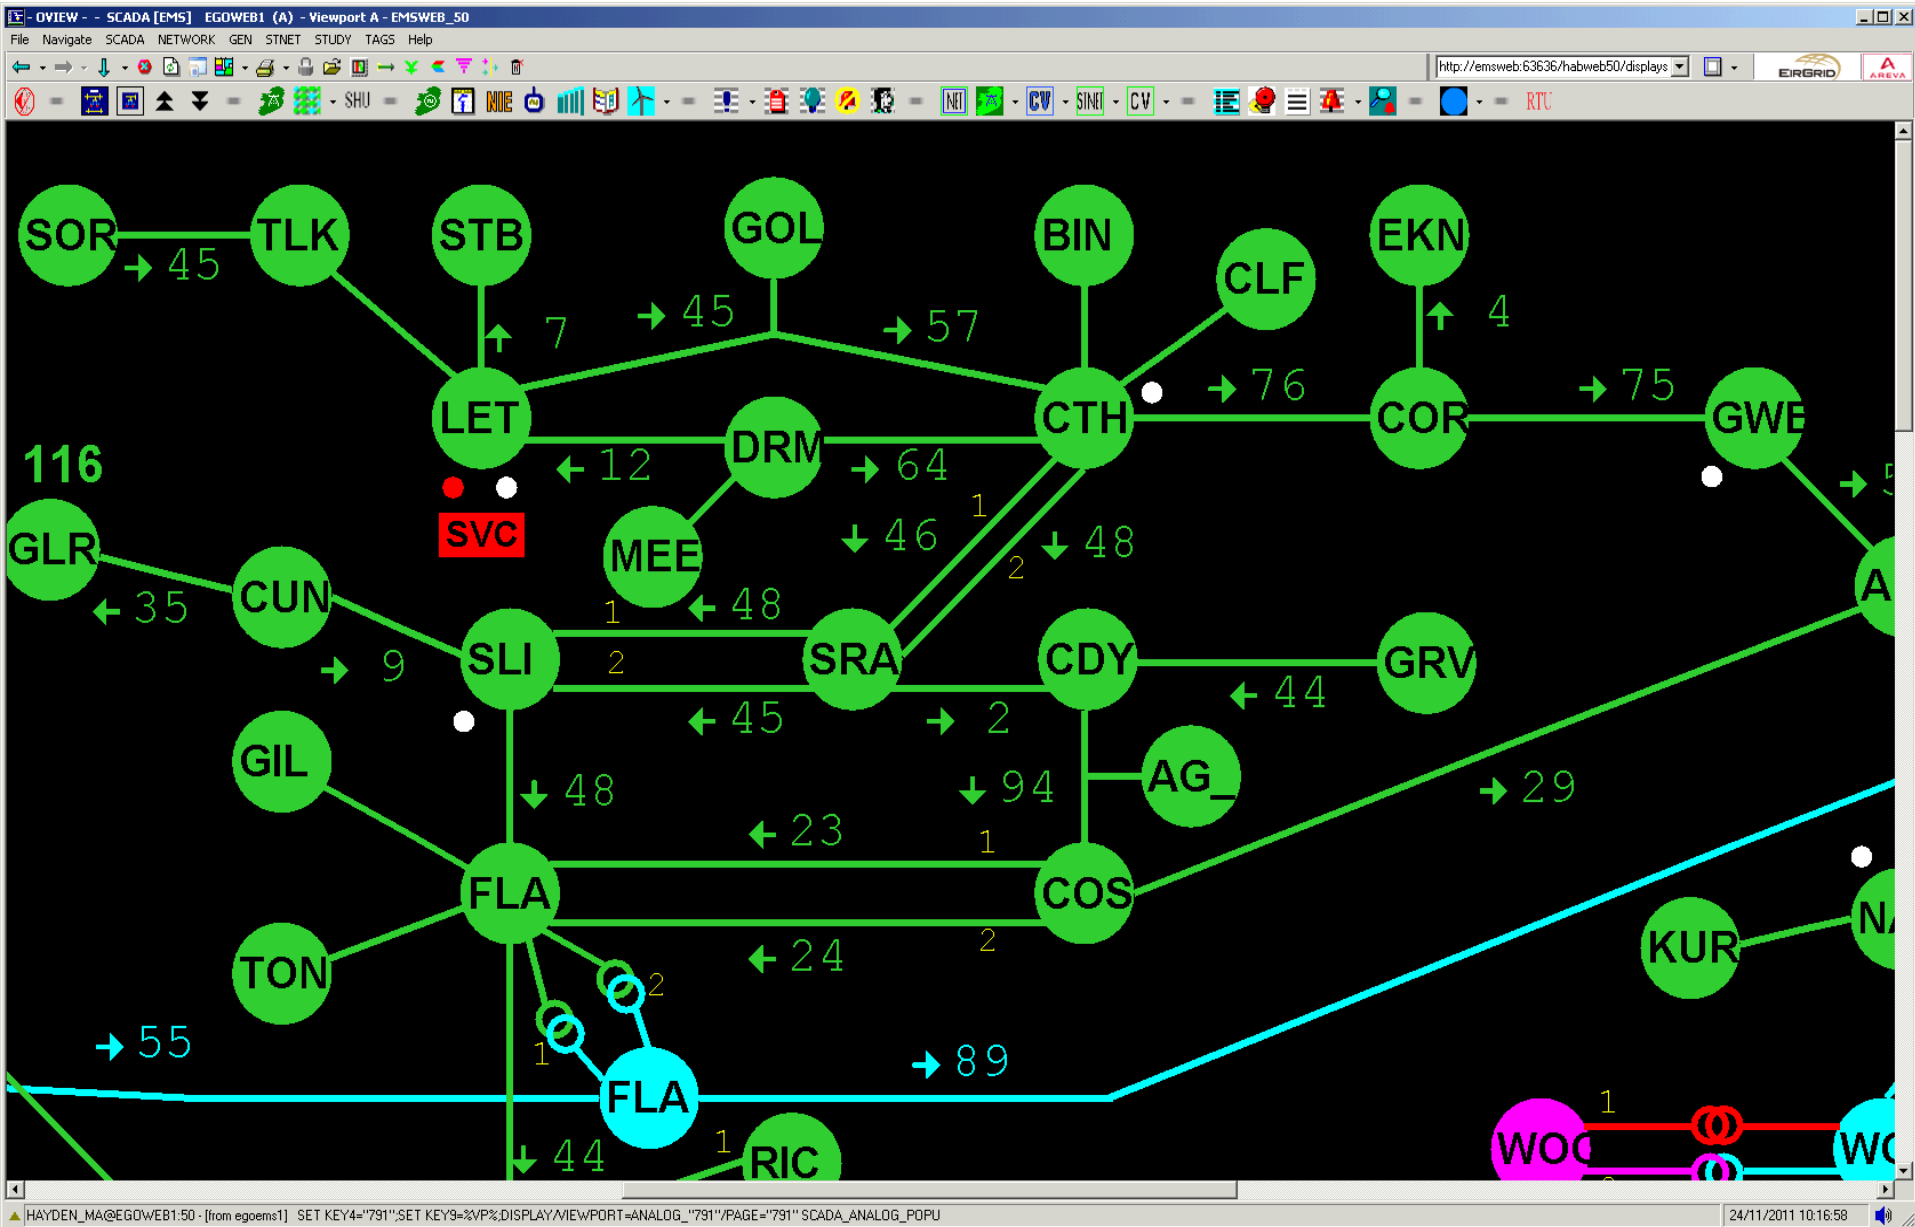 - OVIEW - - SCADA [EMS] EGOWEB1 (A) - Viewport A - EMSWEB_50
File Navigate SCADA NETWORK GEN STNET STUDY TAGS Help
http://emsweb:63636/habweb50/displays
EIRGRID
AREVA
SHU NIE NET CV STNET CV RTU
SOR TLK STB GOL BIN CLF EKN
45
7
45
57
4
LET DRM CTH COR GWE
76
75
116
12
64
5
SVC
46
1
48
2
GLR CUN MEE A
35
48
1
9
SLI 2 SRA CDY GRV
45
2
44
GIL AG_
48
94
29
23
1
FLA COS
24
2
TON KUR NA
2
55
1
89
FLA
1
WOO WO
44
1
RIC
HAYDEN_MA@EGOWEB1:50 - [from egoems1] SET KEY4="791";SET KEY9=%VP%;DISPLAY/VIEWPORT=ANALOG_"791"/PAGE="791" SCADA_ANALOG_POPU
24/11/2011 10:16:58